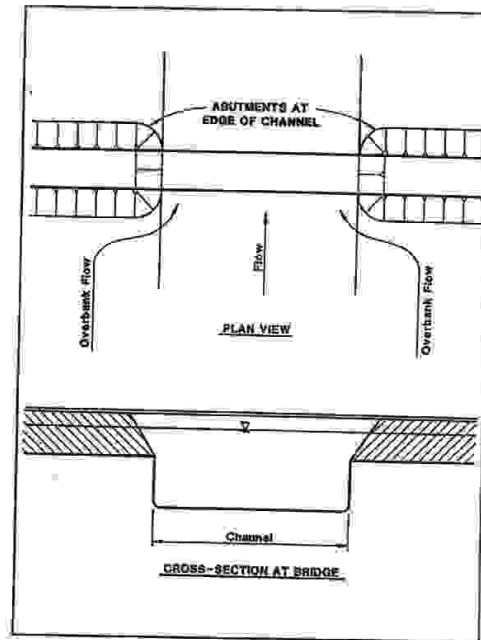 ABUTMENTS AT
EDGE OF CHANNEL
Overbank Flow
Flow
Overbank Flow
PLAN VIEW
Channel
CROSS-SECTION AT BRIDGE